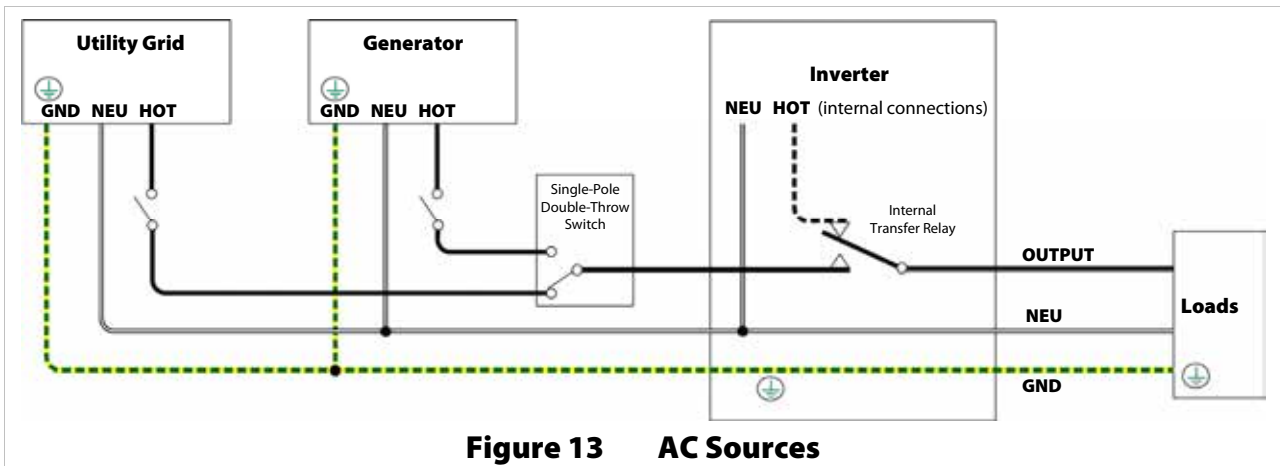 Utility Grid
GND NEU HOT
Generator
GND NEU HOT
Inverter
NEU HOT (internal connections)
Single-Pole
Double-Throw
Switch
Internal
Transfer Relay
OUTPUT
NEU
GND
Loads
Figure 13 AC Sources